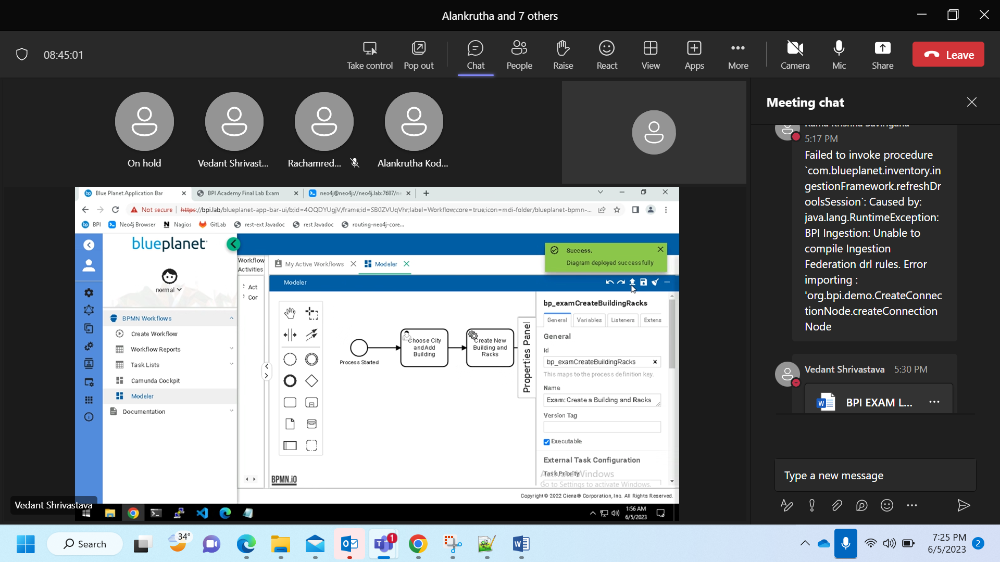 Alankrutha and 7 others
08:45:01
Take control
Pop out
Chat
People
Raise
React
View
Apps
More
Camera
Mic
Share
Leave
On hold
Vedant Shrivast...
Rachamred...
Alankrutha Kod...
Blue Planet Application Bar
BPI Academy Final Lab Exam
neo4j@neo4j://neo4j.lab:7687/ne
Not secure
https://bpi.lab/blueplanet-app-bar-ui/b;id=4OQDYUgjV/frame;id=SB0ZVUqVhr;label=Workflow;core=true;icon=mdi-folder/blueplanet-bpmn-...
BPI
Neo4j Browser
Nagios
GitLab
rest-ext Javadoc
rest Javadoc
routing-neo4j-core...
blueplanet
normal
BPMN Workflows
Create Workflow
Workflow Reports
Task Lists
Camunda Cockpit
Modeler
Documentation
Workflow
Activities
Act
Cor
My Active Workflows
Modeler
Success.
Diagram deployed successfully
Modeler
Process Started
Choose City
and Add
Building
Create New
Building and
Racks
BPMN.iO
Properties Panel
bp_examCreateBuildingRacks
General
Variables
Listeners
Extens
General
Id
bp_examCreateBuildingRacks
This maps to the process definition key.
Name
Exam: Create a Building and Racks
Version Tag
Executable
External Task Configuration
Task Priority
Activate Windows
Go to Settings to activate Windows.
Copyright © 2022 Ciena® Corporation, Inc. All Rights Reserved.
1:56 AM
6/5/2023
Vedant Shrivastava
Meeting chat
5:17 PM
Failed to invoke procedure
`com.blueplanet.inventory.in
gestionFramework.refreshDr
oolsSession`: Caused by:
java.lang.RuntimeException:
BPI Ingestion: Unable to
compile Ingestion
Federation drl rules. Error
importing :
'org.bpi.demo.CreateConnec
tionNode.createConnection
Node
Vedant Shrivastava 5:30 PM
BPI EXAM L...
Type a new message
Search
34°
1
7:25 PM
6/5/2023
2